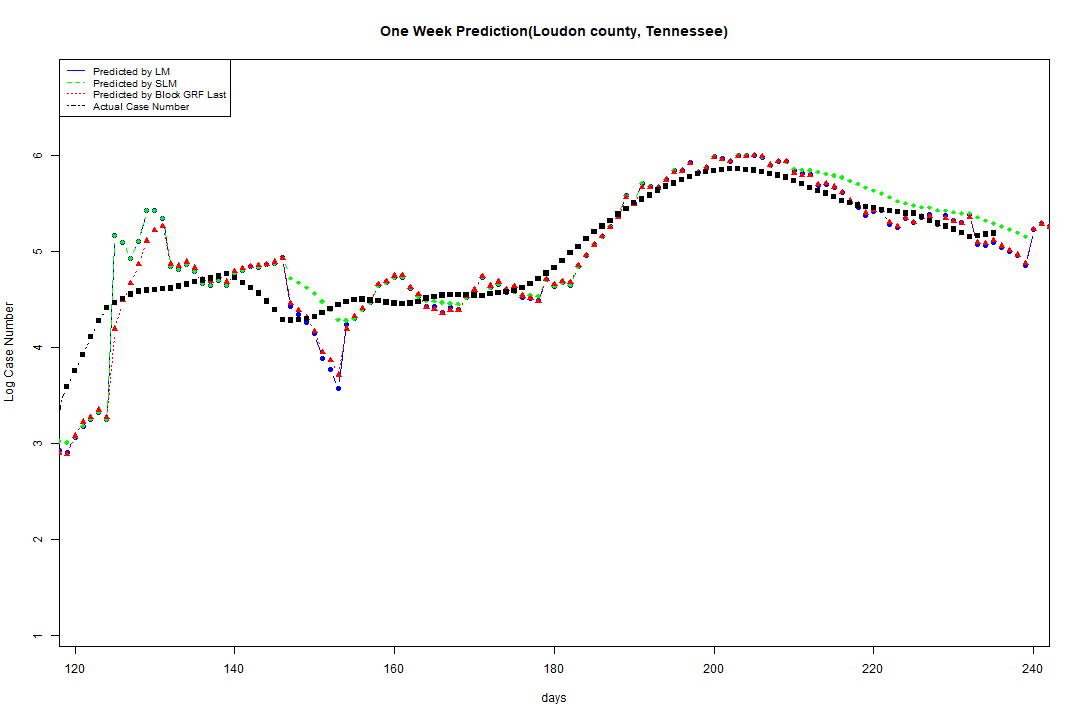 One Week Prediction(Loudon county, Tennessee)
Predicted by LM
Predicted by SLM
Predicted by Block GRF Last
Actual Case Number
6
5
4
3
2
1
Log Case Number
120 140 160 180 200 220 240
days